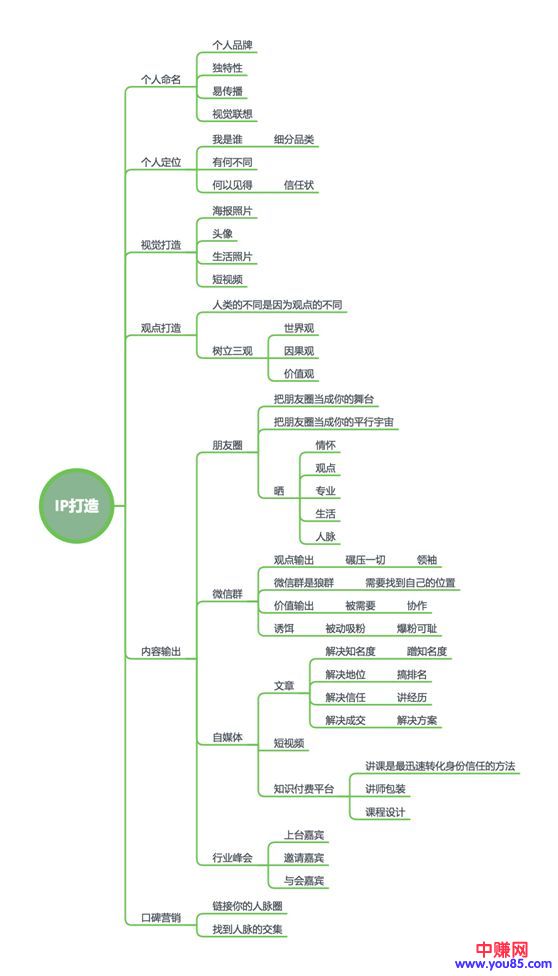 IP打造
个人命名
个人品牌
独特性
易传播
视觉联想
个人定位
我是谁 细分品类
有何不同
何以见得 信任状
视觉打造
海报照片
头像
生活照片
短视频
观点打造
人类的不同是因为观点的不同
树立三观
世界观
因果观
价值观
内容输出
朋友圈
把朋友圈当成你的舞台
把朋友圈当成你的平行宇宙
晒
情怀
观点
专业
生活
人脉
微信群
观点输出 碾压一切 领袖
微信群是狼群 需要找到自己的位置
价值输出 被需要 协作
诱饵 被动吸粉 爆粉可耻
自媒体
文章
解决知名度 蹭知名度
解决地位 搞排名
解决信任 讲经历
解决成交 解决方案
短视频
知识付费平台
讲课是最迅速转化身份信任的方法
讲师包装
课程设计
行业峰会
上台嘉宾
邀请嘉宾
与会嘉宾
口碑营销
链接你的人脉圈
找到人脉的交集
中赚网
www.you85.com